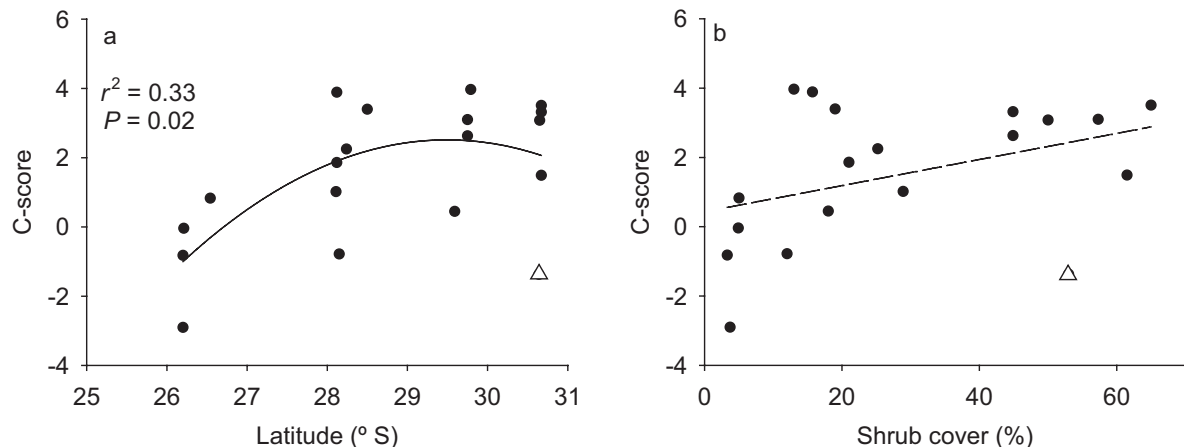 a
r² = 0.33
P = 0.02
C-score
6
4
2
0
-2
-4
25 26 27 28 29 30 31
Latitude (º S)
b
C-score
6
4
2
0
-2
-4
0 20 40 60
Shrub cover (%)